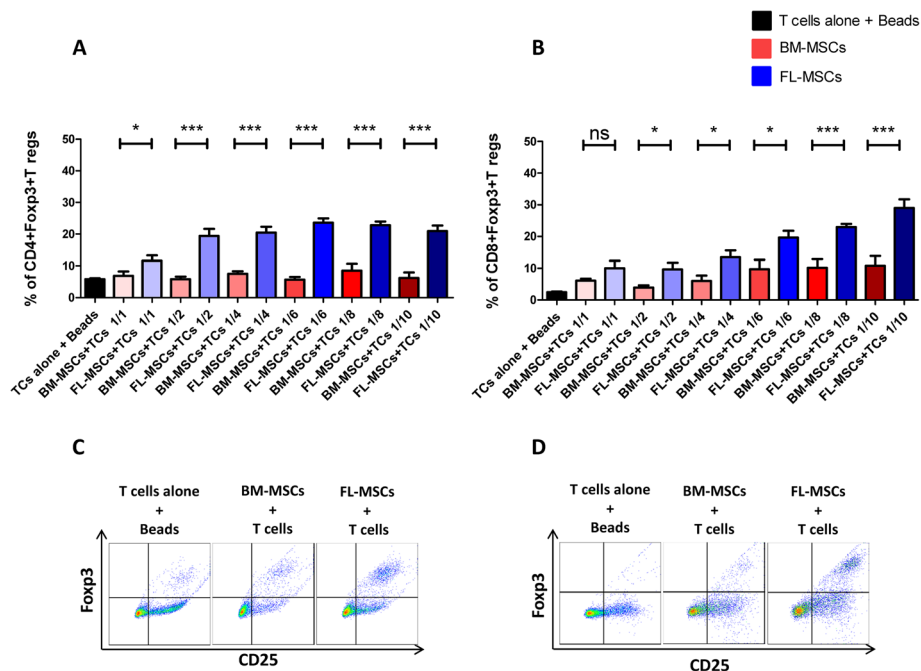 T cells alone + Beads
BM-MSCs
FL-MSCs
A
* *** *** *** *** ***
% of CD4+Foxp3+T regs
50
40
30
20
10
0
TCs alone + Beads
BM-MSCs+TCs 1/1
FL-MSCs+TCs 1/1
BM-MSCs+TCs 1/2
FL-MSCs+TCs 1/2
BM-MSCs+TCs 1/4
FL-MSCs+TCs 1/4
BM-MSCs+TCs 1/6
FL-MSCs+TCs 1/6
BM-MSCs+TCs 1/8
FL-MSCs+TCs 1/8
BM-MSCs+TCs 1/10
FL-MSCs+TCs 1/10
B
ns * * * *** ***
% of CD8+Foxp3+T regs
50
40
30
20
10
0
TCs alone + Beads
BM-MSCs+TCs 1/1
FL-MSCs+TCs 1/1
BM-MSCs+TCs 1/2
FL-MSCs+TCs 1/2
BM-MSCs+TCs 1/4
FL-MSCs+TCs 1/4
BM-MSCs+TCs 1/6
FL-MSCs+TCs 1/6
BM-MSCs+TCs 1/8
FL-MSCs+TCs 1/8
BM-MSCs+TCs 1/10
FL-MSCs+TCs 1/10
C
T cells alone
+
Beads
BM-MSCs
+
T cells
FL-MSCs
+
T cells
Foxp3
CD25
D
T cells alone
+
Beads
BM-MSCs
+
T cells
FL-MSCs
+
T cells
Foxp3
CD25